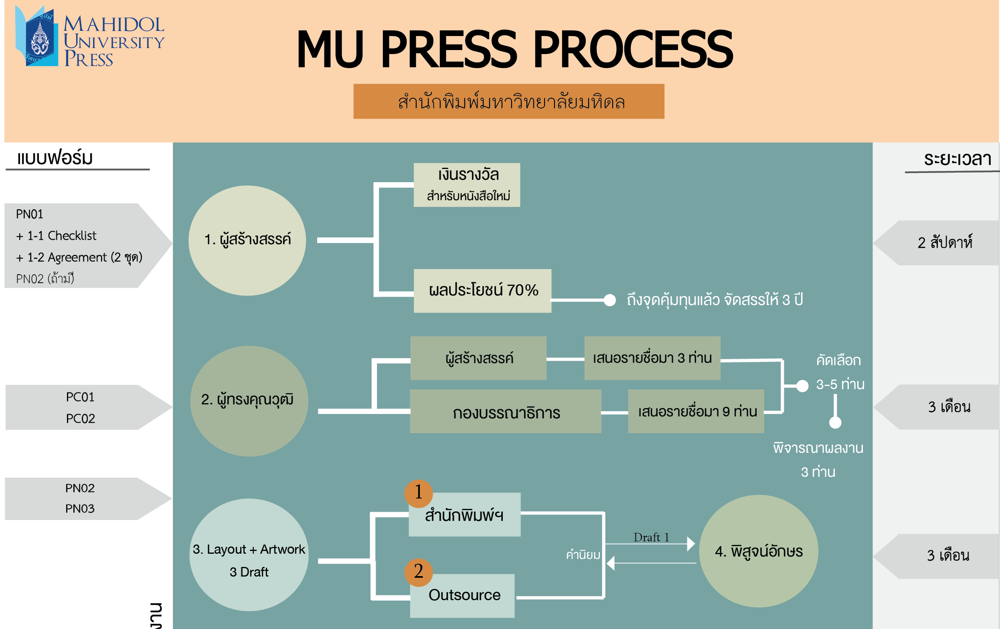 MAHIDOL
UNIVERSITY
PRESS
MU PRESS PROCESS
สำนักพิมพ์มหาวิทยาลัยมหิดล
แบบฟอร์ม
ระยะเวลา
PN01
+ 1-1 Checklist
+ 1-2 Agreement (2 ชุด)
PN02 (ถ้ามี)
1. ผู้สร้างสรรค์
เงินรางวัล
สำหรับหนังสือใหม่
ผลประโยชน์ 70%
ถึงจุดคุ้มทุนแล้ว จัดสรรให้ 3 ปี
2 สัปดาห์
PC01
PC02
2. ผู้ทรงคุณวุฒิ
ผู้สร้างสรรค์
เสนอรายชื่อมา 3 ท่าน
กองบรรณาธิการ
เสนอรายชื่อมา 9 ท่าน
คัดเลือก
3-5 ท่าน
พิจารณาผลงาน
3 ท่าน
3 เดือน
PN02
PN03
3. Layout + Artwork
3 Draft
1
สำนักพิมพ์ฯ
2
Outsource
คำนิยม
Draft 1
4. พิสูจน์อักษร
3 เดือน